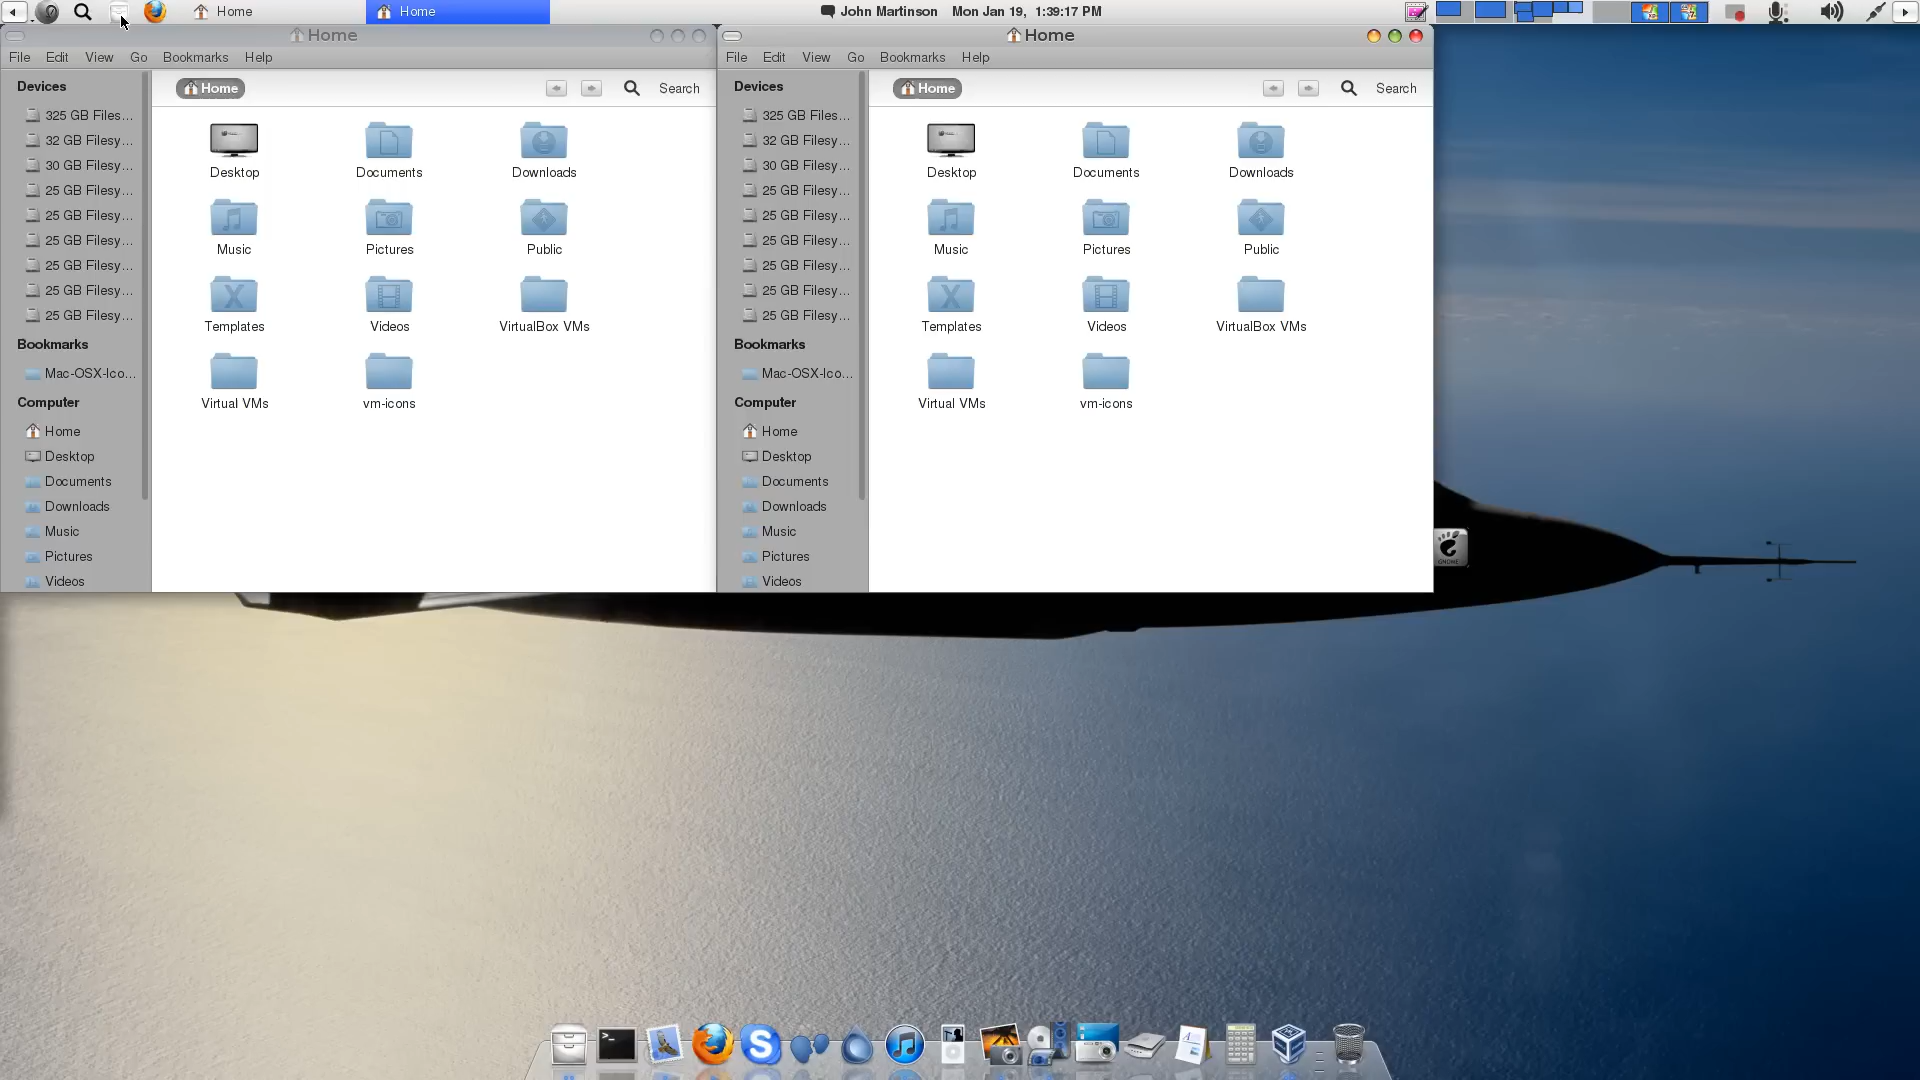 Home
Home
John Martinson Mon Jan 19, 1:39:17 PM
Home
File Edit View Go Bookmarks Help
Devices
325 GB Files...
32 GB Filesy...
30 GB Filesy...
25 GB Filesy...
25 GB Filesy...
25 GB Filesy...
25 GB Filesy...
25 GB Filesy...
25 GB Filesy...
Bookmarks
Mac-OSX-Ico...
Computer
Home
Desktop
Documents
Downloads
Music
Pictures
Videos
Home
Search
Desktop Documents Downloads
Music Pictures Public
Templates Videos VirtualBox VMs
Virtual VMs vm-icons
Home
File Edit View Go Bookmarks Help
Devices
325 GB Files...
32 GB Filesy...
30 GB Filesy...
25 GB Filesy...
25 GB Filesy...
25 GB Filesy...
25 GB Filesy...
25 GB Filesy...
25 GB Filesy...
Bookmarks
Mac-OSX-Ico...
Computer
Home
Desktop
Documents
Downloads
Music
Pictures
Videos
Home
Search
Desktop Documents Downloads
Music Pictures Public
Templates Videos VirtualBox VMs
Virtual VMs vm-icons
GNOME